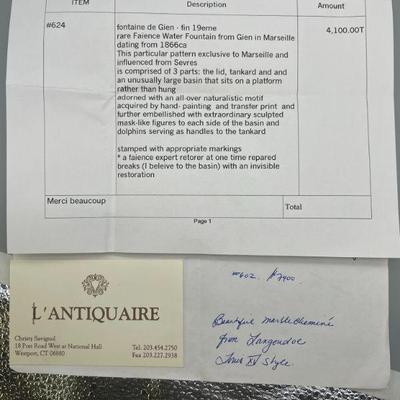 ITEM Description Amount
#624 fontaine de Gien - fin 19eme 4,100.00T
rare Faience Water Fountain from Gien in Marseille
dating from 1866ca
This particular pattern exclusive to Marseille and
influenced from Sevres
is comprised of 3 parts: the lid, tankard and and
an unusually large basin that sits on a platform
rather than hung
adorned with an all-over naturalistic motif
acquired by hand- painting and transfer print and
further embellished with extraordinary sculpted
mask-like figures to each side of the basin and
dolphins serving as handles to the tankard
stamped with appropriate markings
* a faience expert retorer at one time repared
breaks (I beleive to the basin) with an invisible
restoration
Merci beaucoup Total
Page 1
L'ANTIQUAIRE
Christy Savignol
18 Post Road West at National Hall
Westport, CT 06880
Tel. 203.454.2750
Fax 203.227.2938
#602. $7400
Beautiful marble cheminé
from Langeudoc
Louis XV Style